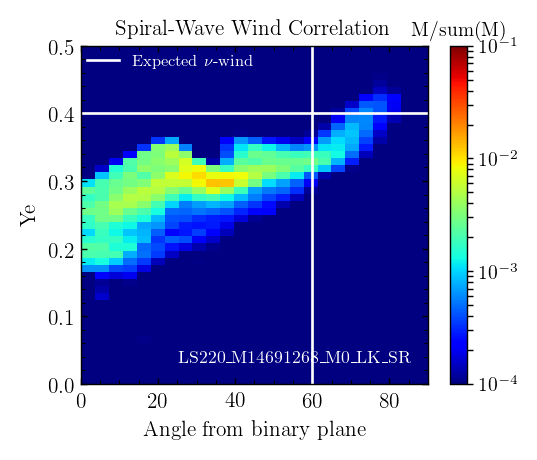 Spiral-Wave Wind Correlation
M/sum(M)
Expected ν-wind
LS220_M14691268_M0_LK_SR
Ye
0.5
0.4
0.3
0.2
0.1
0.0
0 20 40 60 80
Angle from binary plane
10⁻¹
10⁻²
10⁻³
10⁻⁴